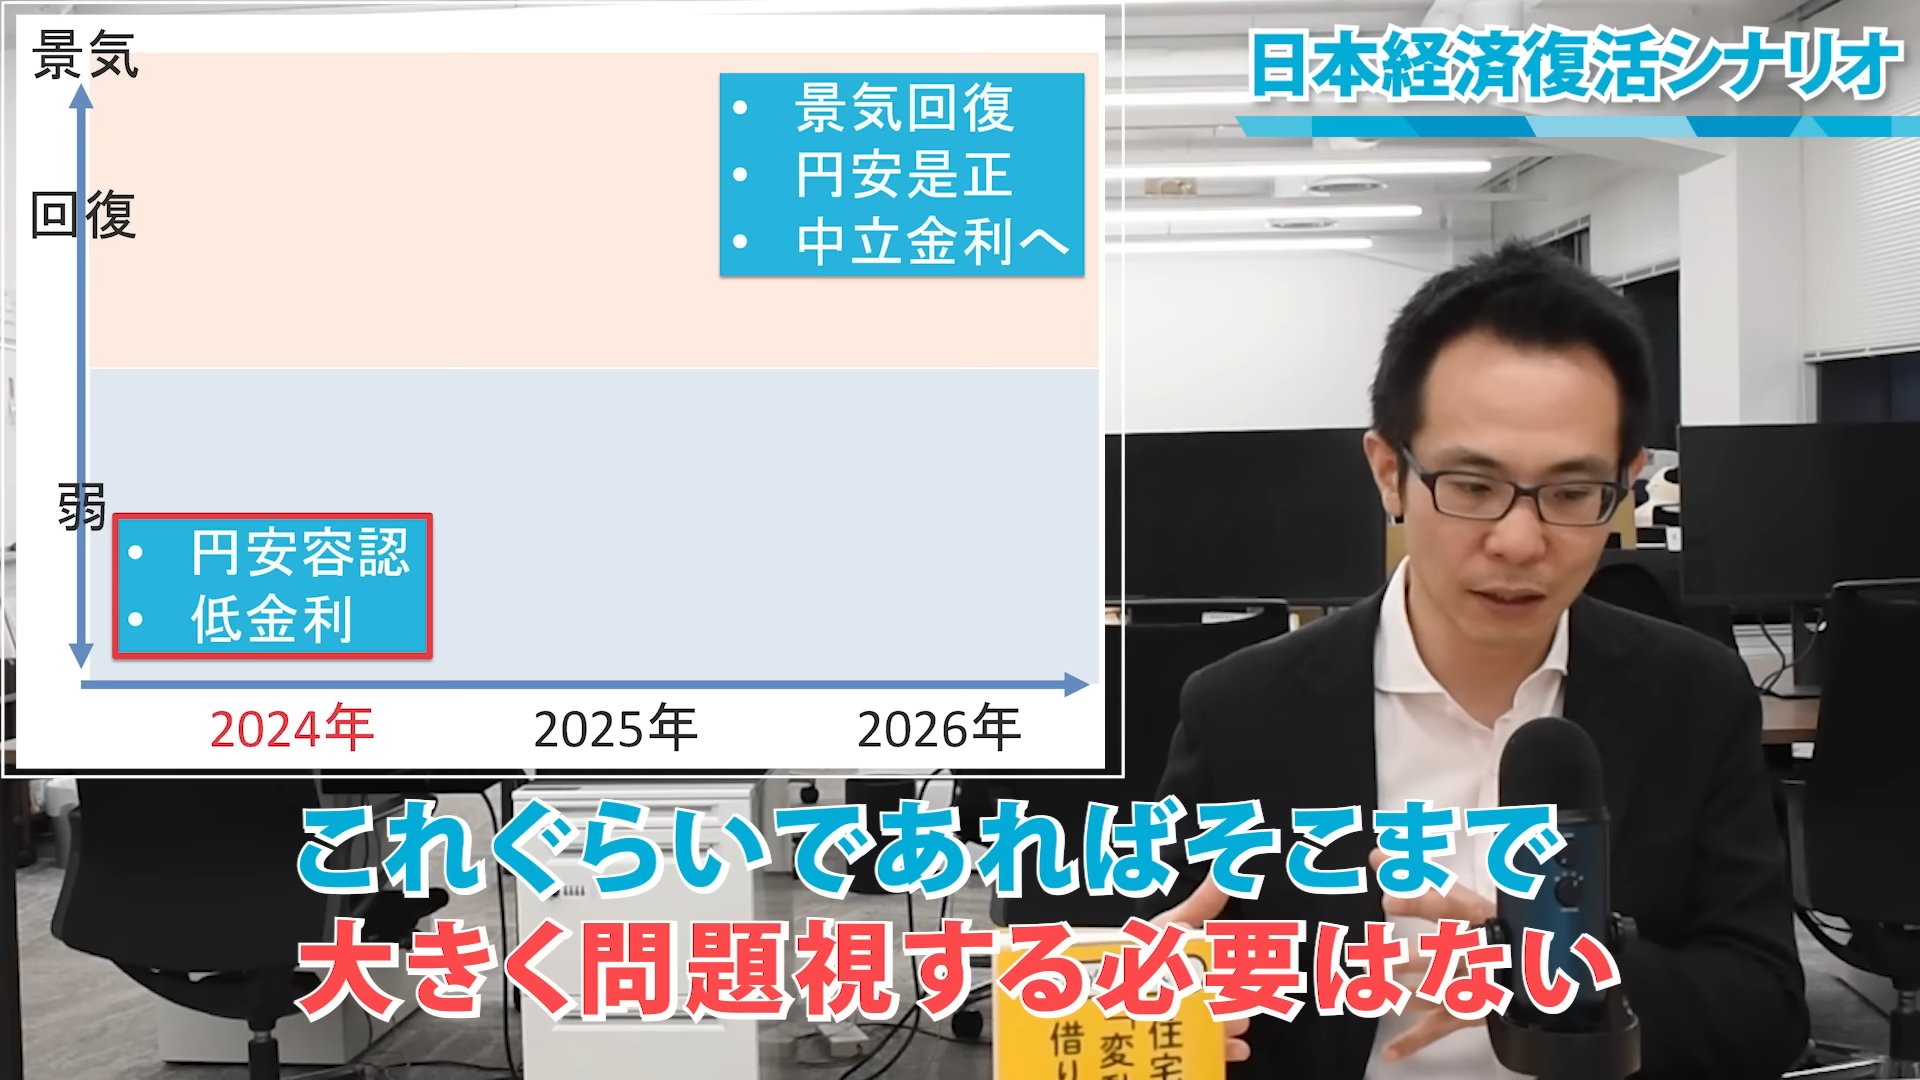 景気
回復
弱
• 景気回復
• 円安是正
• 中立金利へ
• 円安容認
• 低金利
2024年
2025年
2026年
日本経済復活シナリオ
これぐらいであればそこまで
大きく問題視する必要はない
住宅
変動
借り